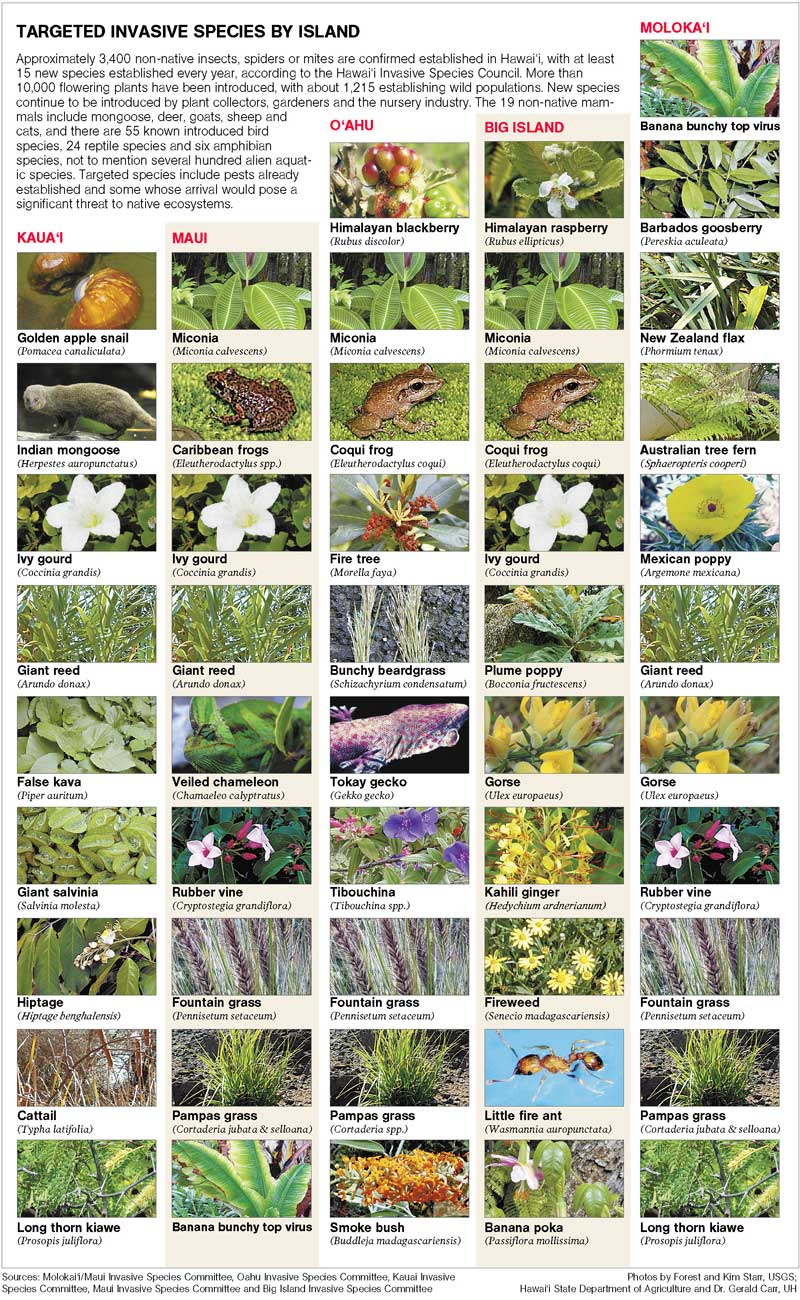 TARGETED INVASIVE SPECIES BY ISLAND
Approximately 3,400 non-native insects, spiders or mites are confirmed established in Hawai‘i, with at least
15 new species established every year, according to the Hawai‘i Invasive Species Council. More than
10,000 flowering plants have been introduced, with about 1,215 establishing wild populations. New species
continue to be introduced by plant collectors, gardeners and the nursery industry. The 19 non-native mam-
mals include mongoose, deer, goats, sheep and
cats, and there are 55 known introduced bird
species, 24 reptile species and six amphibian
species, not to mention several hundred alien aquat-
ic species. Targeted species include pests already
established and some whose arrival would pose a
significant threat to native ecosystems.
KAUA‘I
Golden apple snail
(Pomacea canaliculata)
Indian mongoose
(Herpestes auropunctatus)
Ivy gourd
(Coccinia grandis)
Giant reed
(Arundo donax)
False kava
(Piper auritum)
Giant salvinia
(Salvinia molesta)
Hiptage
(Hiptage benghalensis)
Cattail
(Typha latifolia)
Long thorn kiawe
(Prosopis juliflora)
MAUI
Miconia
(Miconia calvescens)
Caribbean frogs
(Eleutherodactylus spp.)
Ivy gourd
(Coccinia grandis)
Giant reed
(Arundo donax)
Veiled chameleon
(Chamaeleo calyptratus)
Rubber vine
(Cryptostegia grandiflora)
Fountain grass
(Pennisetum setaceum)
Pampas grass
(Cortaderia jubata & selloana)
Banana bunchy top virus
O‘AHU
Himalayan blackberry
(Rubus discolor)
Miconia
(Miconia calvescens)
Coqui frog
(Eleutherodactylus coqui)
Fire tree
(Morella faya)
Bunchy beardgrass
(Schizachyrium condensatum)
Tokay gecko
(Gekko gecko)
Tibouchina
(Tibouchina spp.)
Fountain grass
(Pennisetum setaceum)
Pampas grass
(Cortaderia spp.)
Smoke bush
(Buddleja madagascariensis)
BIG ISLAND
Himalayan raspberry
(Rubus ellipticus)
Miconia
(Miconia calvescens)
Coqui frog
(Eleutherodactylus coqui)
Ivy gourd
(Coccinia grandis)
Plume poppy
(Bocconia fructescens)
Gorse
(Ulex europaeus)
Kahili ginger
(Hedychium ardnerianum)
Fireweed
(Senecio madagascariensis)
Little fire ant
(Wasmannia auropunctata)
Banana poka
(Passiflora mollissima)
MOLOKA‘I
Banana bunchy top virus
Barbados goosberry
(Pereskia aculeata)
New Zealand flax
(Phormium tenax)
Australian tree fern
(Sphaeropteris cooperi)
Mexican poppy
(Argemone mexicana)
Giant reed
(Arundo donax)
Gorse
(Ulex europaeus)
Rubber vine
(Cryptostegia grandiflora)
Fountain grass
(Pennisetum setaceum)
Pampas grass
(Cortaderia jubata & selloana)
Long thorn kiawe
(Prosopis juliflora)
Sources: Molokai‘i/Maui Invasive Species Committee, Oahu Invasive Species Committee, Kauai Invasive
Species Committee, Maui Invasive Species Committee and Big Island Invasive Species Committee
Photos by Forest and Kim Starr, USGS;
Hawai‘i State Department of Agriculture and Dr. Gerald Carr, UH